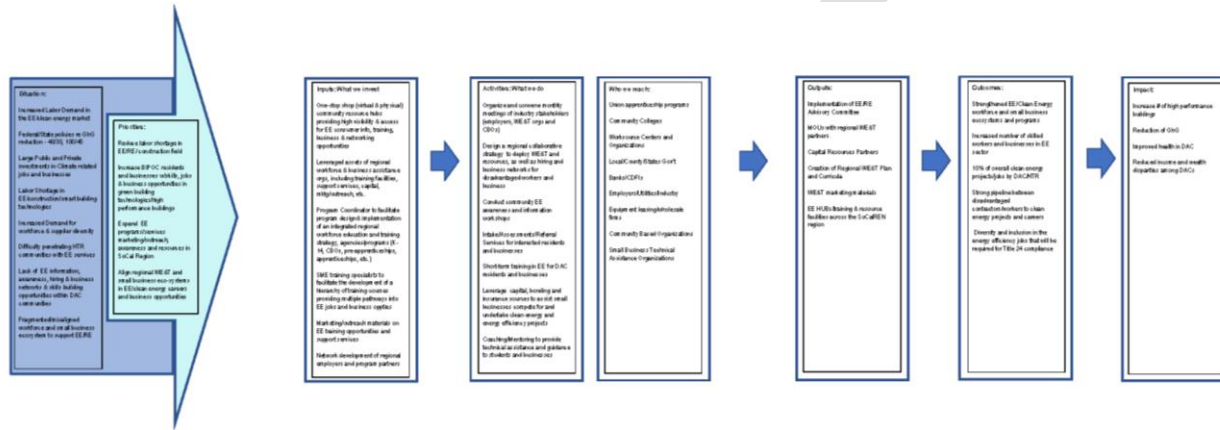 Situation:
Increased Labor Demand in
the EE/clean energy market
Federal/State policies re GHG
reduction -
Large Public and Private
investments in Climate related
jobs and businesses
Labor Shortage in
EE/construction/smart building
technologies
Increased Demand for
workforce & supplier diversity
Difficulty penetrating HTR
communities with EE services
Lack of EE information,
awareness, hiring & business
networks & skills building
opportunities within DAC
communities
Fragmented/misaligned
workforce and small business
ecosystem to support EE/RE
Priorities:
Reduce labor shortage in
EE/RE/construction field
Increase BIPOC residents
and businesses w/skills, jobs
& business opportunities in
green building
technologies/high
performance buildings
Expand EE
programs/services
marketing/outreach,
awareness and resources in
SoCal Region
Align regional WE&T and
small business eco-systems
in EE/clean energy careers
and business opportunities
Inputs: What we invest
One-stop shop (virtual & physical)
community resource hubs
providing high visibility & access
for EE consumer info, training,
business & networking
opportunities
Leveraged assets of regional
workforce & business assistance
orgs, including training facilities,
support services, capital,
mktg/outreach, etc.
Program Coordinator to facilitate
program design & implementation
of an integrated regional
workforce education and training
strategy, agencies/programs (K-
14, CBOs, pre-apprenticeships,
apprenticeships, etc.)
SME training specialists to
facilitate the development of a
hierarchy of training courses
providing multiple pathways into
EE jobs and business oppties
Marketing/outreach materials on
EE training opportunities and
support services
Network development of regional
employers and program partners
Activities: What we do
Organize and convene monthly
meetings of industry stakeholders
(employers, WE&T orgs and
CBOs)
Design a regional collaborative
strategy to deploy WE&T and
resources, as well as hiring and
business networks for
disadvantaged workers and
business
Conduct community EE
awareness and information
workshops
Intake/Assessments/Referral
Services for interested residents
and businesses
Short-term training in EE for DAC
residents and businesses
Leverage capital, bonding and
insurance sources to assist small
businesses compete for and
undertake clean energy and
energy efficiency projects
Coaching/Mentoring to provide
technical assistance and guidance
to students and businesses
Who we reach:
Union apprenticeship programs
Community Colleges
Worksource Centers and
Organizations
Local/County/State Gov't
Banks/CDFIs
Employers/Utilities/Industry
Equipment leasing/wholesale
firms
Community Based Organizations
Small Business Technical
Assistance Organizations
Outputs:
Implementation of EE/RE
Advisory Committee
MOUs with regional WE&T
partners
Capital Resources Partners
Creation of Regional WE&T Plan
and Curricula
WE&T marketing materials
EE HUBs training & resource
facilities across the SoCalREN
region
Outcomes:
Strengthened EE/Clean Energy
workforce and small business
ecosystems and programs
Increased number of skilled
workers and businesses in EE
sector
10% of overall clean energy
projects/jobs by DAC/HTR
Strong pipeline between
disadvantaged
contractors/workers to clean
energy projects and careers
Diversity and inclusion in the
energy efficiency jobs that will be
required for Title 24 compliance
Impact:
Increase # of high performance
buildings
Reduction of GHG
Improved health in DAC
Reduced income and health
disparities among DACs